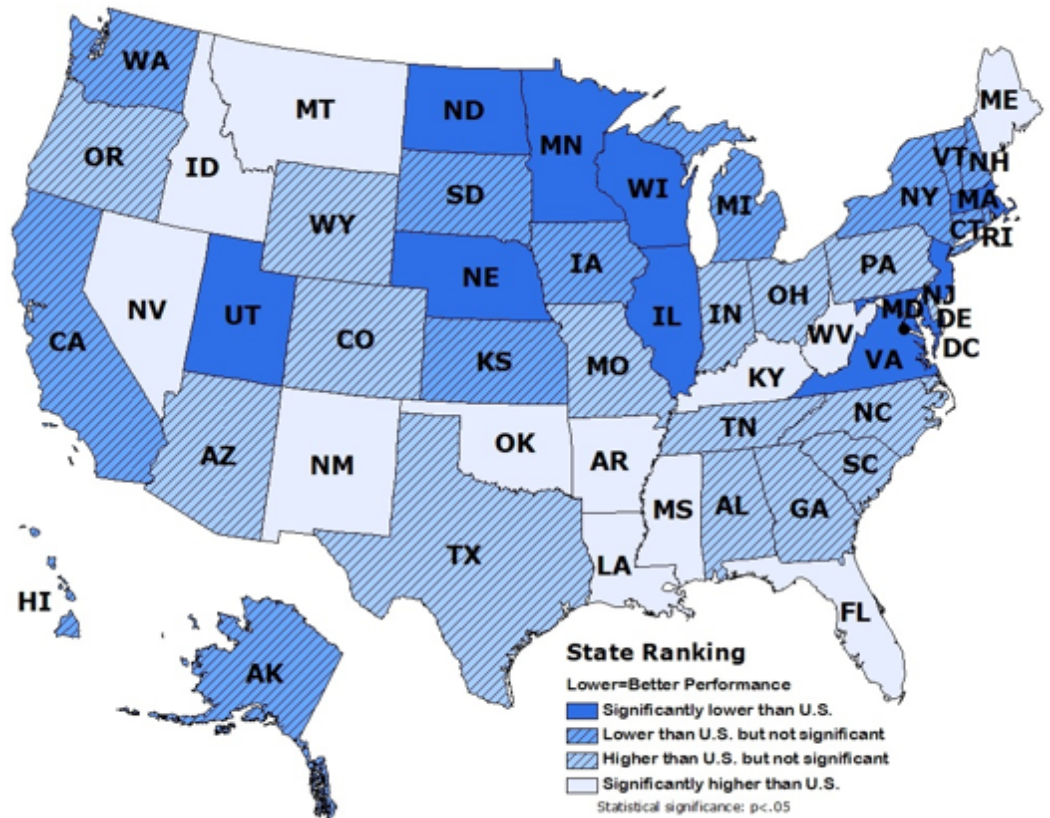 WA
MT
ND
MN
ME
OR
ID
SD
WI
VT
NH
WY
MI
NY
MA
CT
RI
NE
IA
PA
NV
UT
IL
IN
OH
NJ
MD
DE
CA
CO
KS
MO
WV
VA
DC
KY
AZ
NM
OK
AR
TN
NC
SC
MS
AL
GA
TX
LA
FL
HI
AK
State Ranking
Lower=Better Performance
Significantly lower than U.S.
Lower than U.S. but not significant
Higher than U.S. but not significant
Significantly higher than U.S.
Statistical significance: p<.05